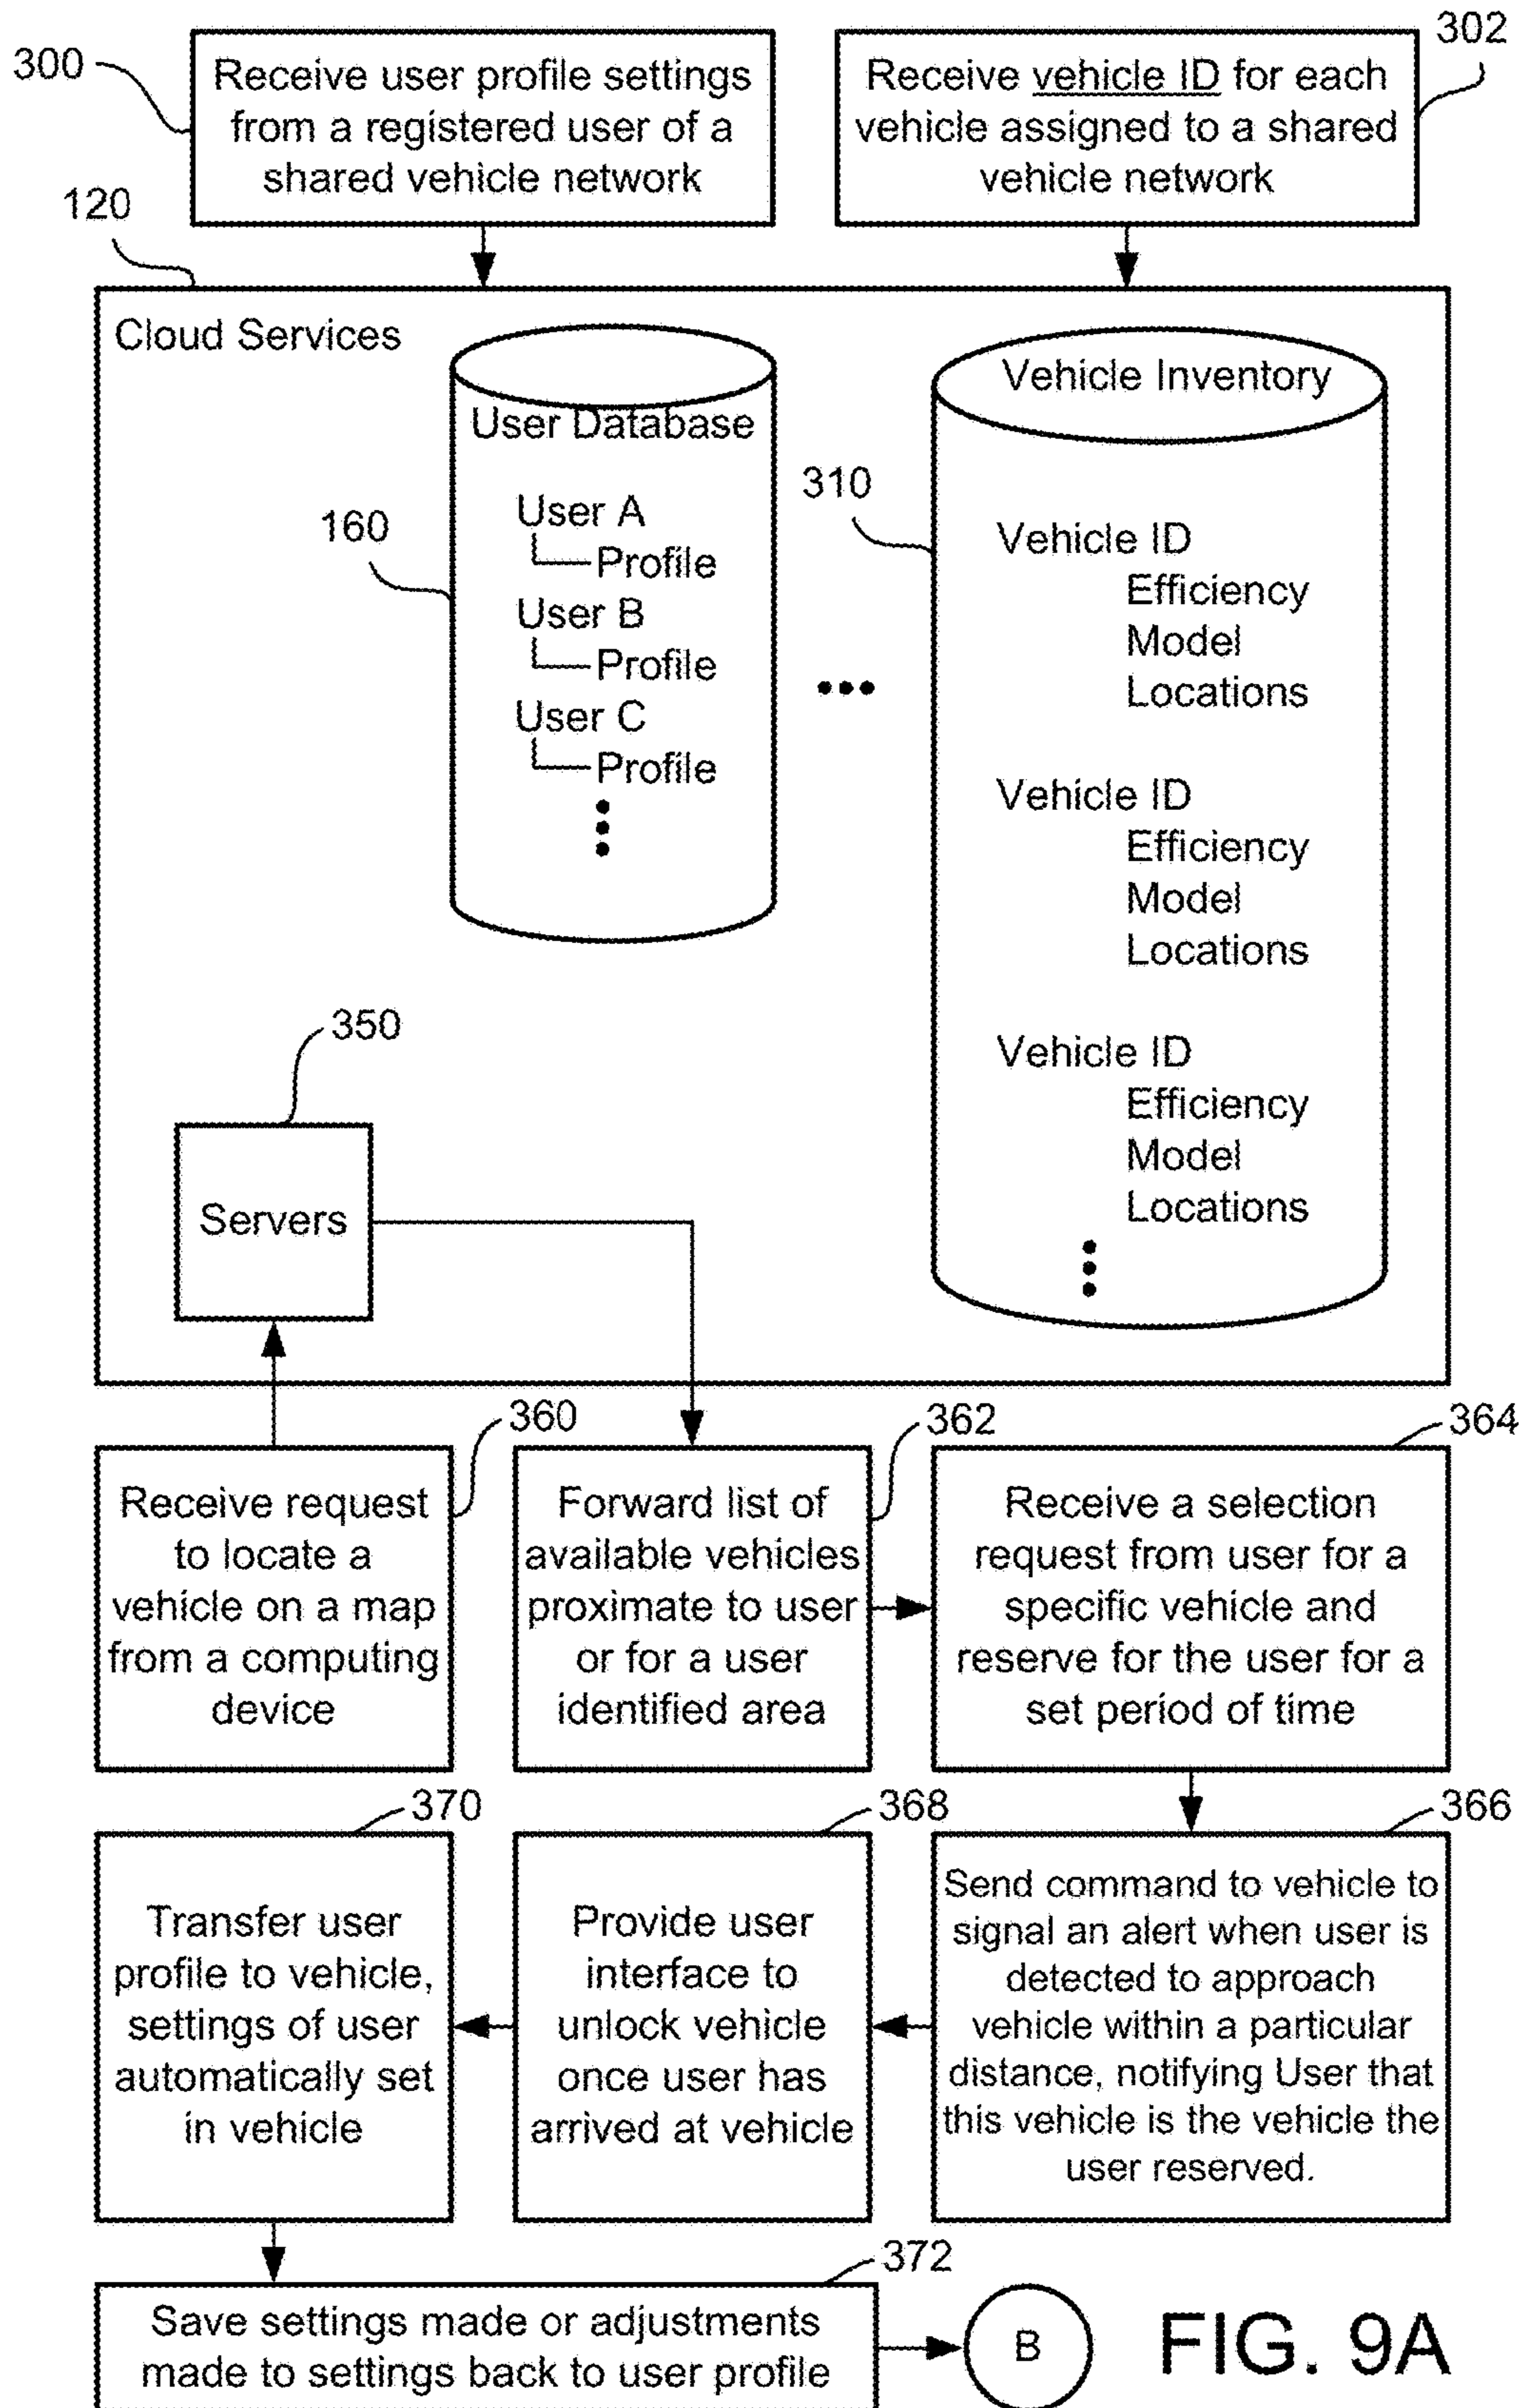 300
Receive user profile settings
from a registered user of a
shared vehicle network
302
Receive vehicle ID for each
vehicle assigned to a shared
vehicle network
120
Cloud Services
User Database
160
User A
Profile
User B
Profile
User C
Profile
Vehicle Inventory
310
Vehicle ID
Efficiency
Model
Locations
Vehicle ID
Efficiency
Model
Locations
Vehicle ID
Efficiency
Model
Locations
350
Servers
360
Receive request
to locate a
vehicle on a map
from a computing
device
362
Forward list of
available vehicles
proximate to user
or for a user
identified area
364
Receive a selection
request from user for a
specific vehicle and
reserve for the user for a
set period of time
366
Send command to vehicle to
signal an alert when user is
detected to approach
vehicle within a particular
distance, notifying User that
this vehicle is the vehicle the
user reserved.
368
Provide user
interface to
unlock vehicle
once user has
arrived at vehicle
370
Transfer user
profile to vehicle,
settings of user
automatically set
in vehicle
372
Save settings made or adjustments
made to settings back to user profile
B
FIG. 9A